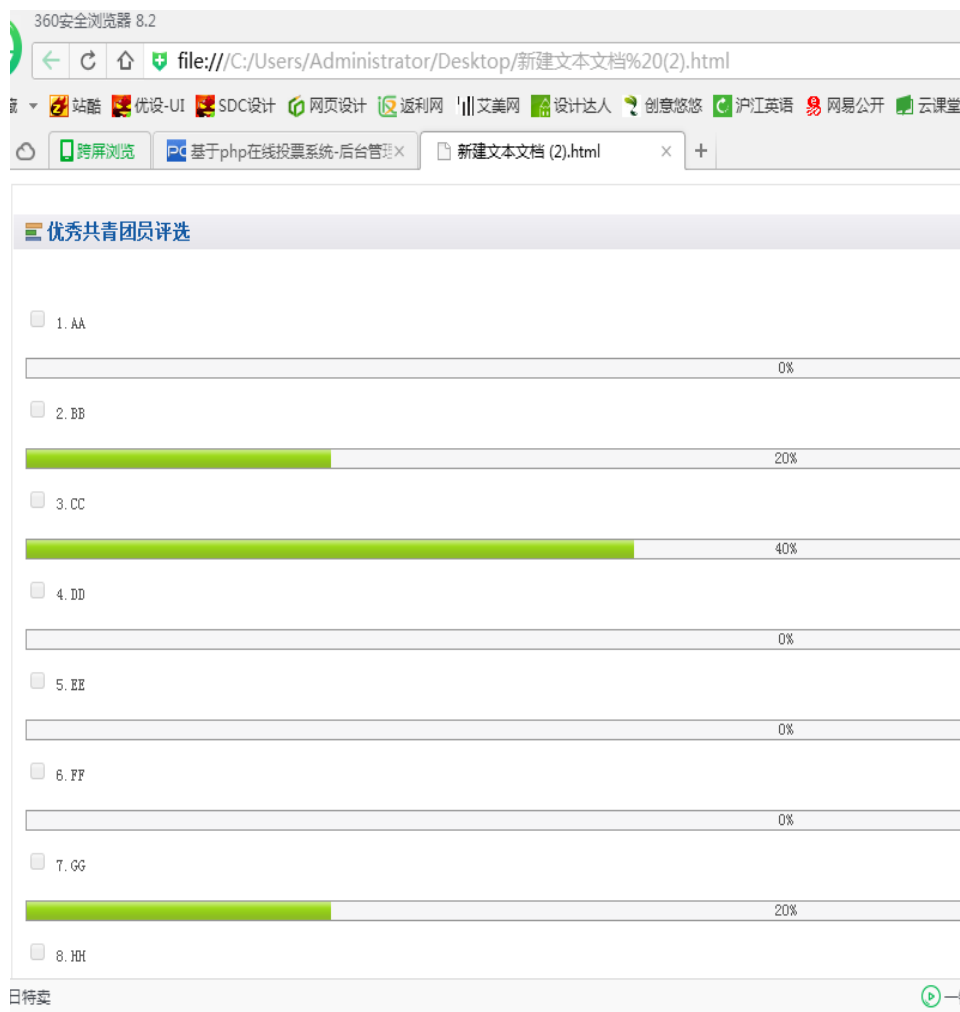 360安全浏览器 8.2
file:///C:/Users/Administrator/Desktop/新建文本文档%20(2).html
藏 站酷 优设-UI SDC设计 网页设计 返利网 艾美网 设计达人 创意悠悠 沪江英语 网易公开 云课堂
跨屏浏览 基于php在线投票系统-后台管理 新建文本文档 (2).html
优秀共青团员评选
1.AA
0%
2.BB
20%
3.CC
40%
4.DD
0%
5.EE
0%
6.FF
0%
7.GG
20%
8.HH
日特卖